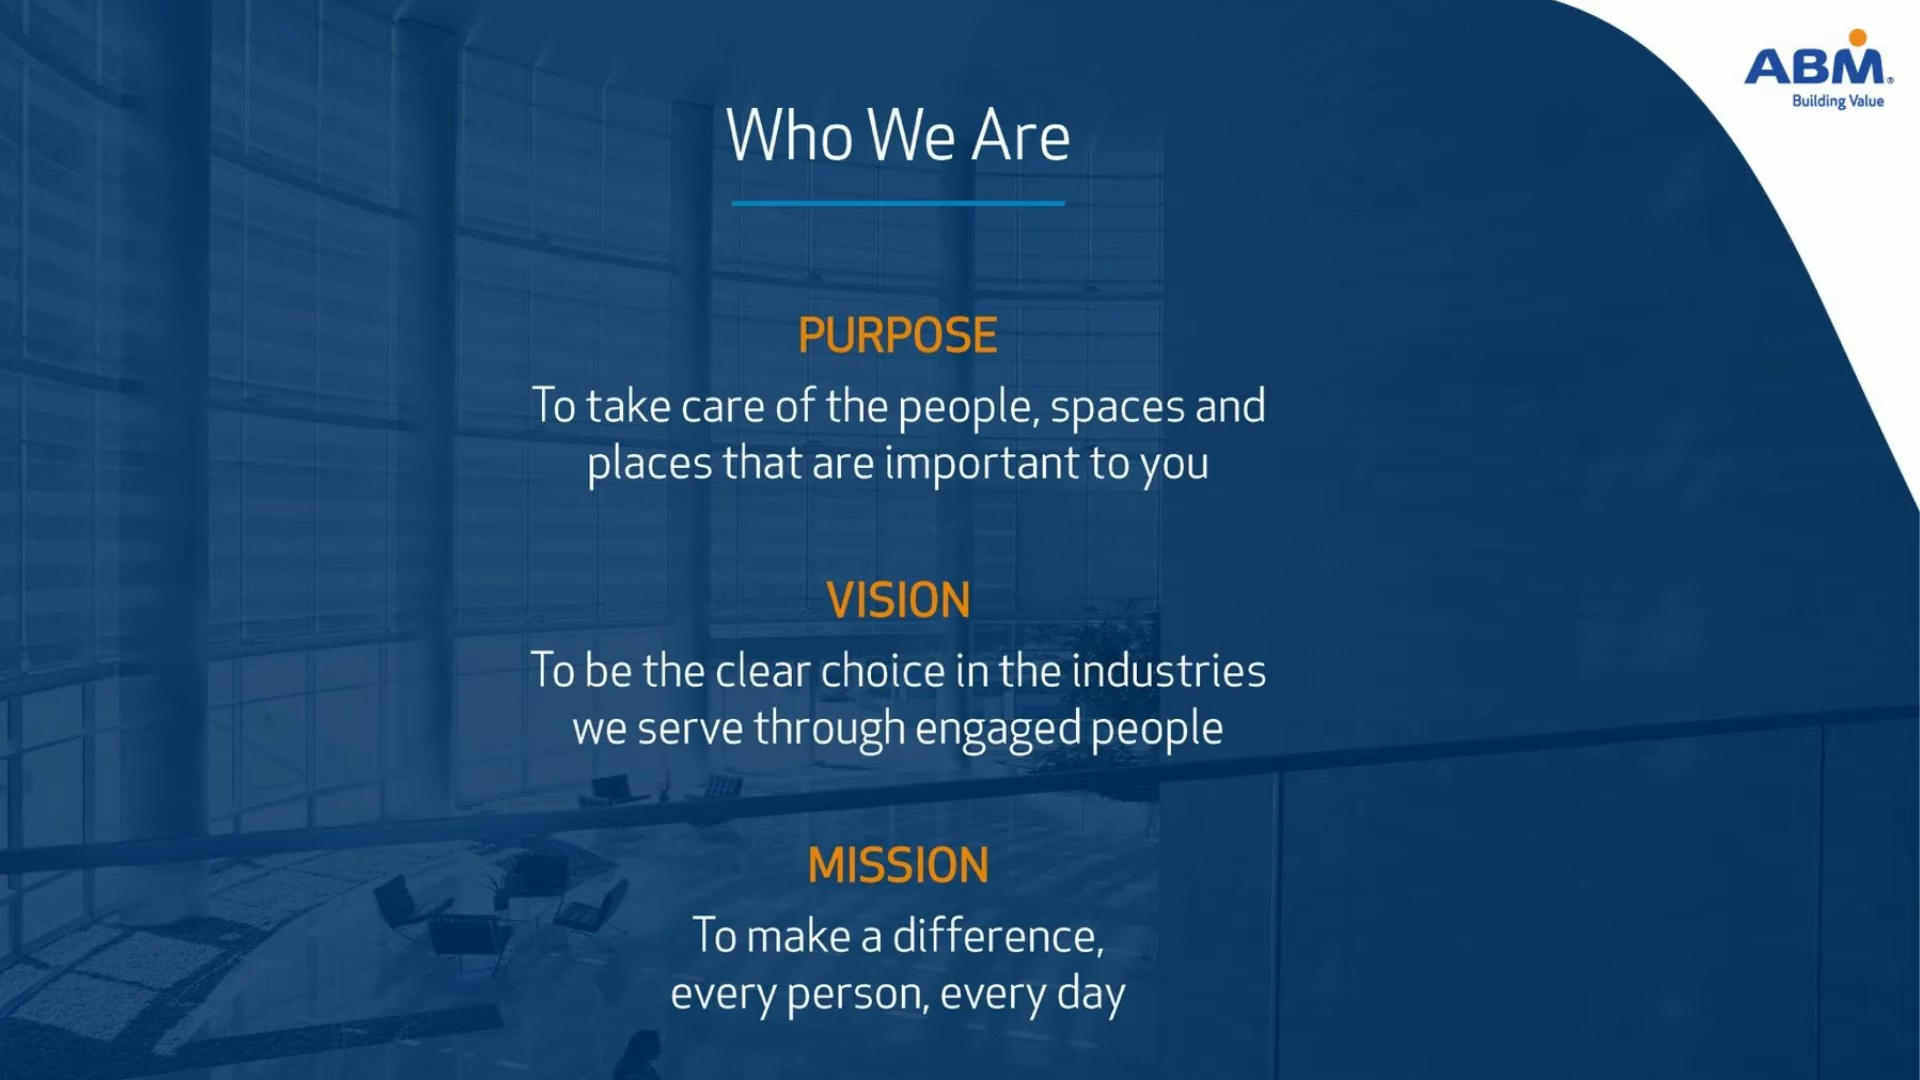 ABM®
Building Value
Who We Are
PURPOSE
To take care of the people, spaces and
places that are important to you
VISION
To be the clear choice in the industries
we serve through engaged people
MISSION
To make a difference,
every person, every day